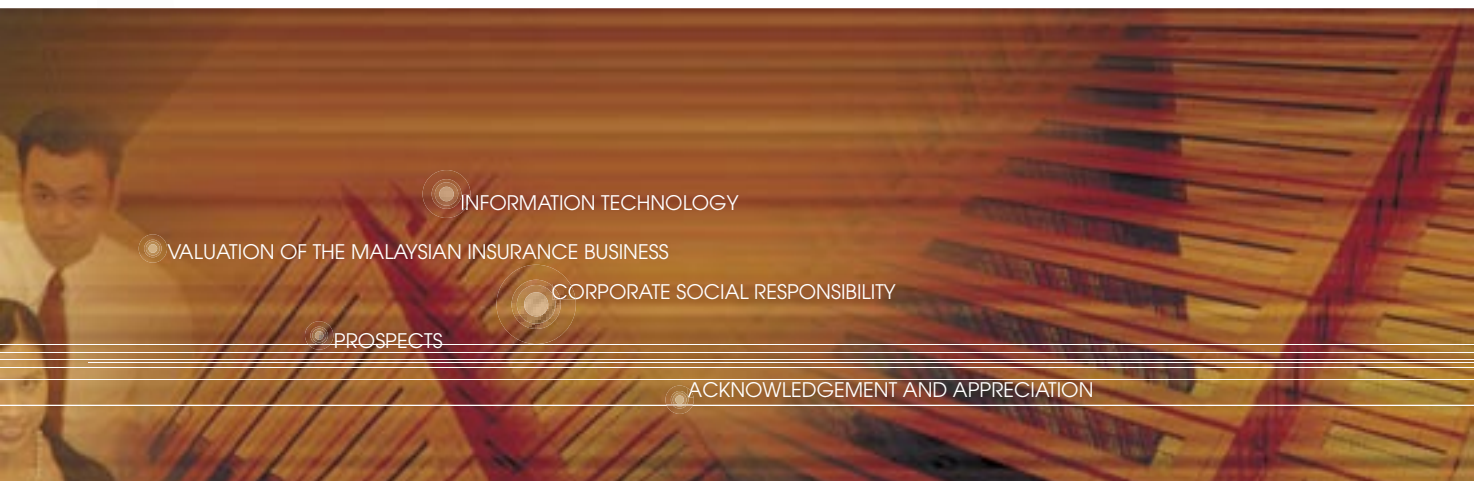 INFORMATION TECHNOLOGY
VALUATION OF THE MALAYSIAN INSURANCE BUSINESS
CORPORATE SOCIAL RESPONSIBILITY
PROSPECTS
ACKNOWLEDGEMENT AND APPRECIATION